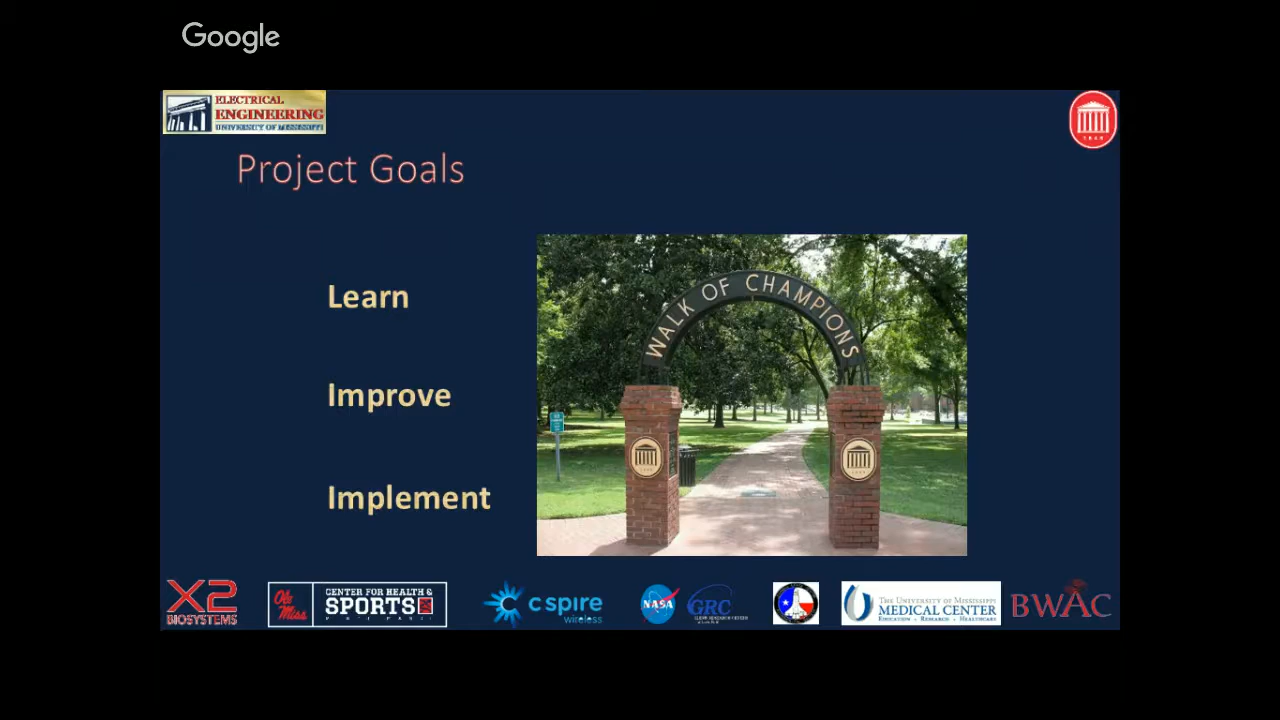 Google
ELECTRICAL
ENGINEERING
UNIVERSITY OF MISSISSIPPI
1848
Project Goals
Learn
Improve
Implement
WALK OF CHAMPIONS
X2
BIOSYSTEMS
Ole Miss
CENTER FOR HEALTH &
SPORTS
c spire
wireless
NASA
GRC
THE UNIVERSITY OF MISSISSIPPI
MEDICAL CENTER
EDUCATION • RESEARCH • HEALTHCARE
BWAC